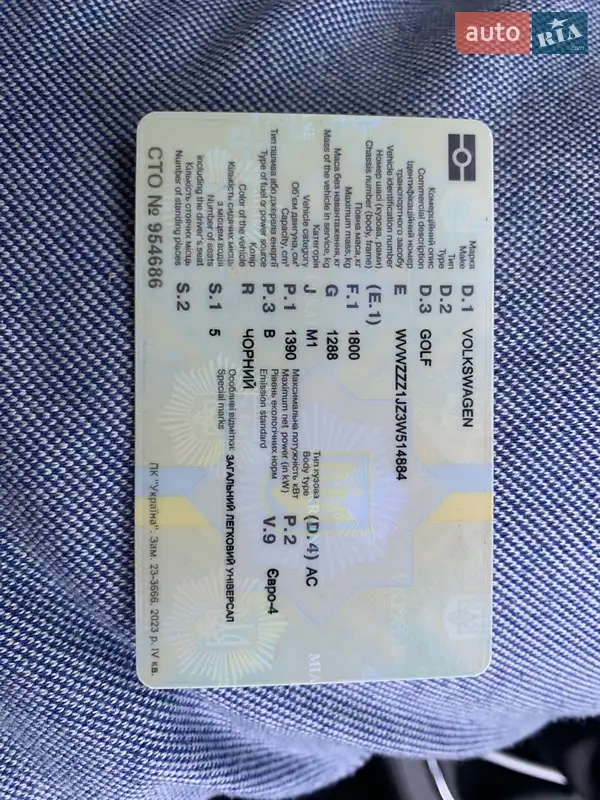 auto RIA.com
Марка
Make
D.1 VOLKSWAGEN
Тип
Type
D.2
Комерційний опис
Commercial description
D.3 GOLF
Ідентифікаційний номер
транспортного засобу
Vehicle identification number
E WVWZZZ1JZ3W514884
Номер шасі (кузова, рами)
Chassis number (body, frame)
(E.1)
Повна маса, кг
Maximum mass, kg
F.1 1800
Маса без навантаження, кг
Mass of the vehicle in service, kg
G 1288
Категорія
Vehicle category
J M1
Тип кузова
Body type
(D.4) AC
Об'єм двигуна, см³
Capacity, cm³
P.1 1390
Максимальна потужність, кВт
Maximum net power (in kW)
P.2
Тип палива або джерела енергії
Type of fuel or power source
P.3 B
Рівень екологічних норм
Emission standard
V.9 Євро-4
Колір
Color of the vehicle
R ЧОРНИЙ
Кількість сидячих місць
з місцем водія
Number of seats
including the driver's seat
S.1 5
Особливі відмітки
Special marks
ЗАГАЛЬНИЙ ЛЕГКОВИЙ УНІВЕРСАЛ
Кількість стоячих місць
Number of standing places
S.2
СТО № 954686
ПК "Україна". Зам. 23-3666. 2023 р. IV кв.